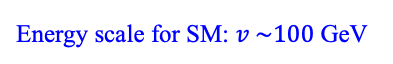 Energy scale for SM: 𝑣 ~100 GeV